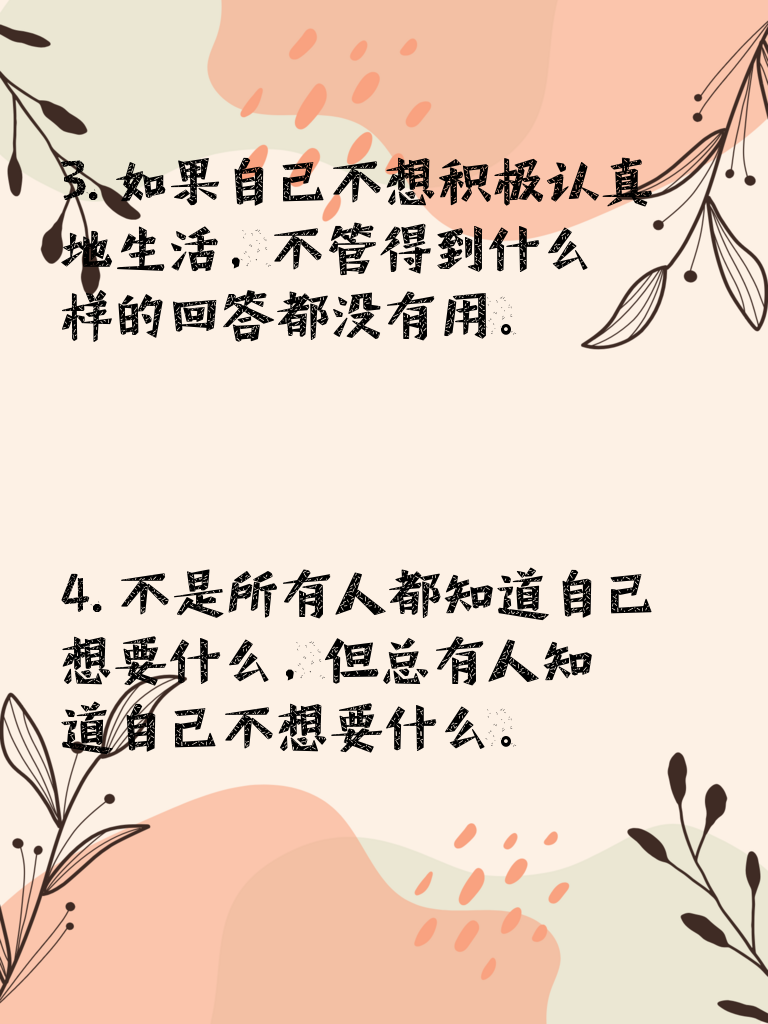 3. 如果自己不想积极认真
地生活，不管得到什么
样的回答都没有用。
4. 不是所有人都知道自己
想要什么，但总有人知
道自己不想要什么。